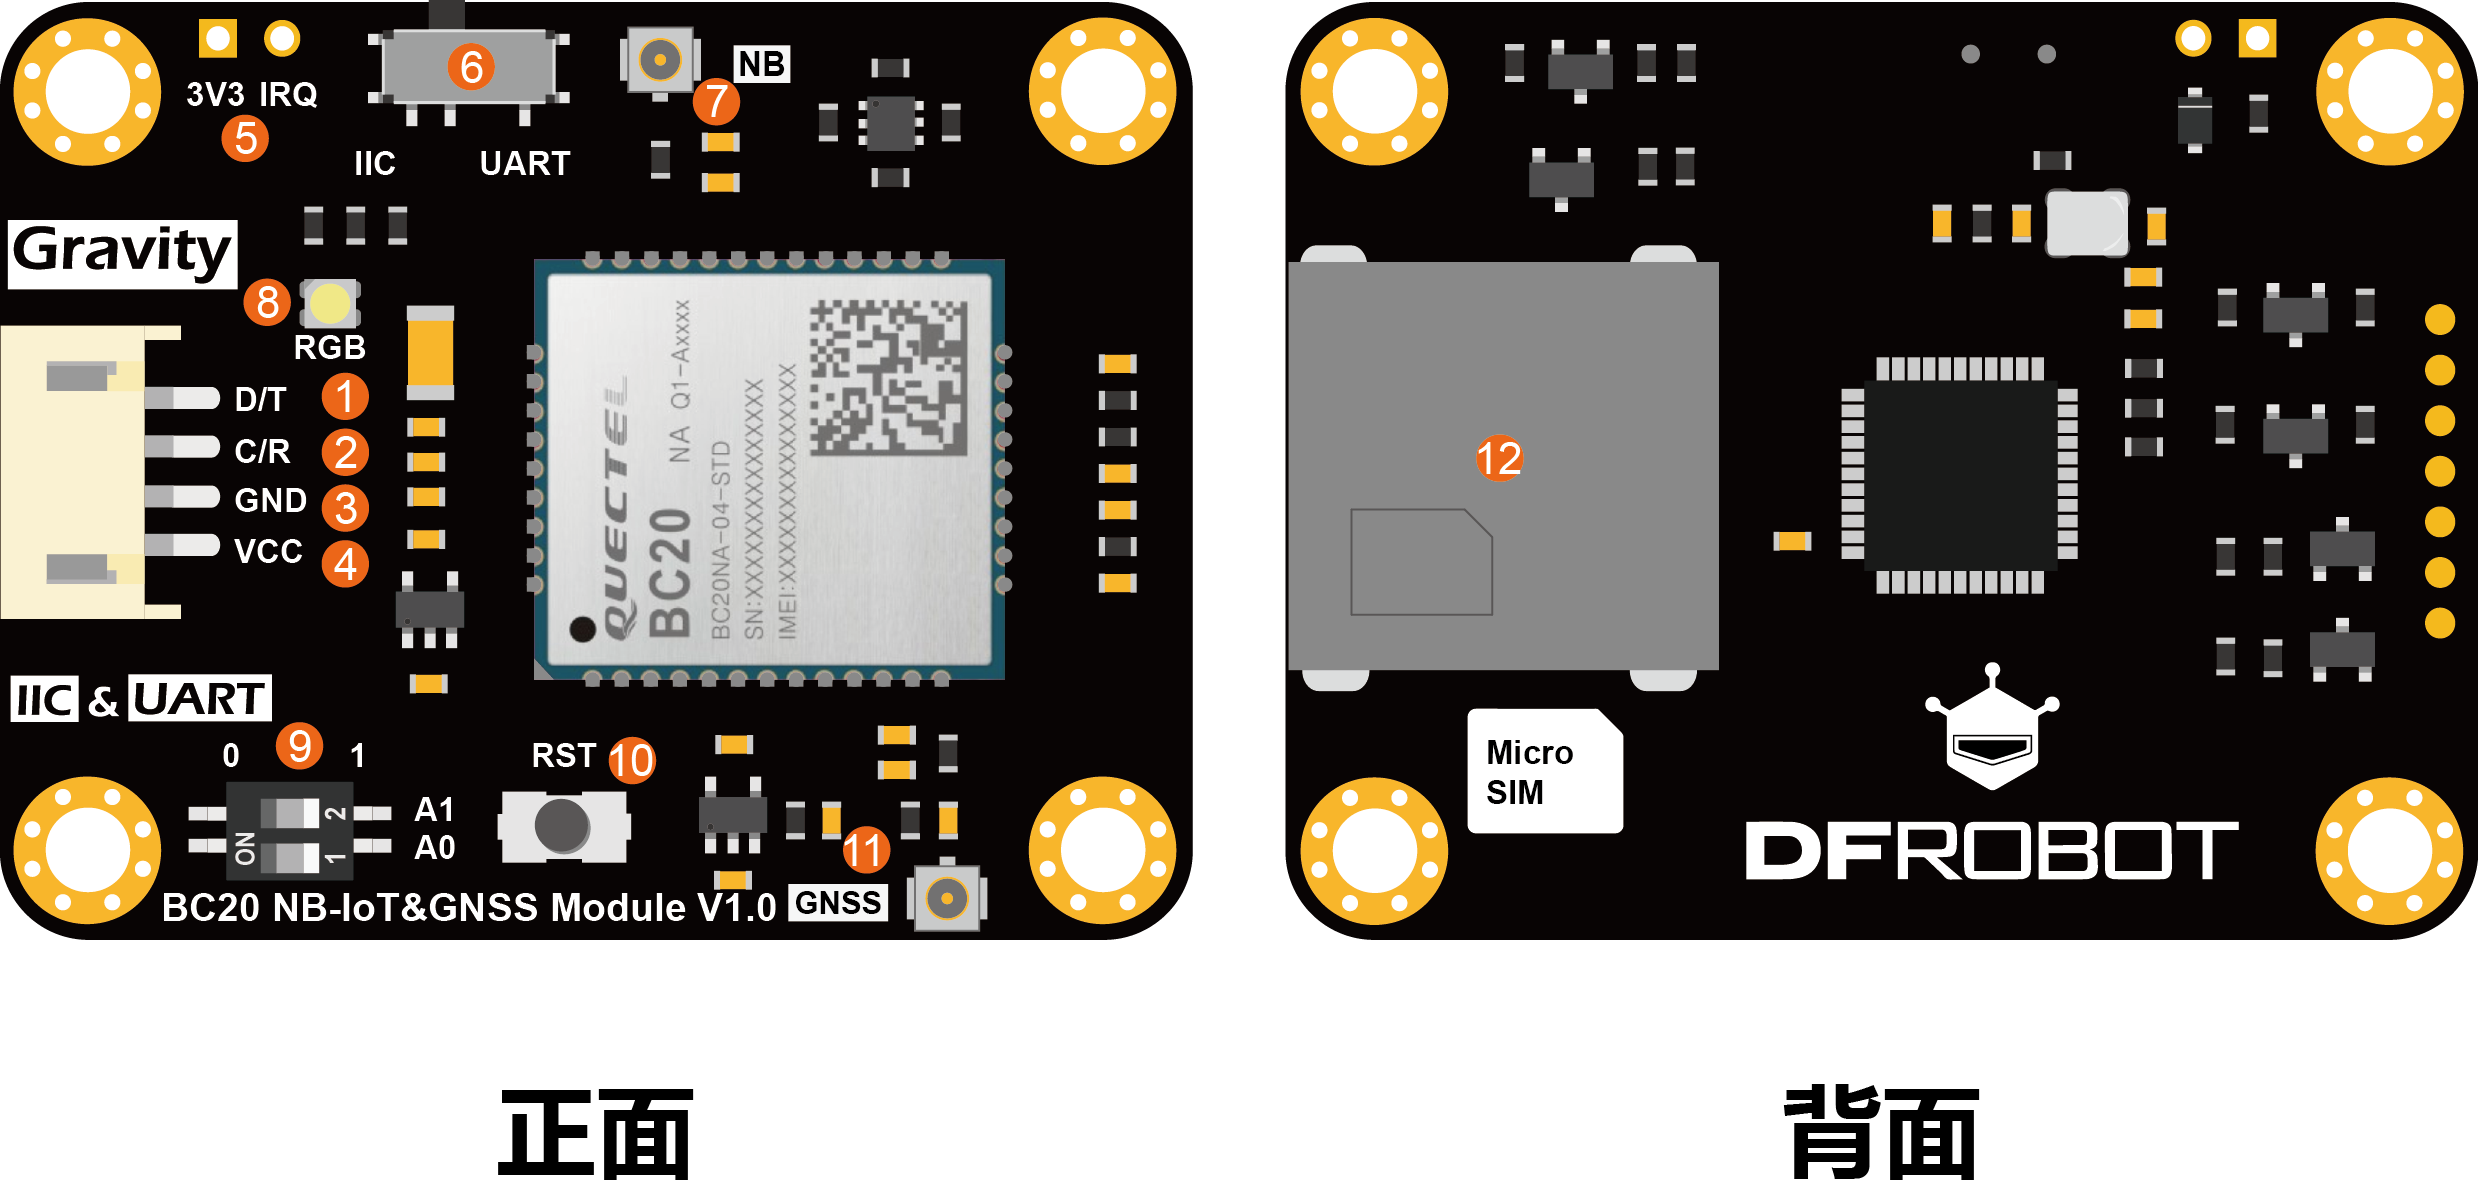 3V3 IRQ
5
6
IIC UART
NB
7
Gravity
8
RGB
D/T 1
C/R 2
GND 3
VCC 4
QUECTEL
BC20 NA Q1-Axxxx
BC20NA-04-STD
SN:XXXXXXXXXXXXXXX
IMEI:XXXXXXXXXXXXXXX
IIC & UART
0 9 1
ON
2 A1
1 A0
RST 10
11
BC20 NB-IoT&GNSS Module V1.0 GNSS
正面
12
Micro
SIM
DFROBOT
背面